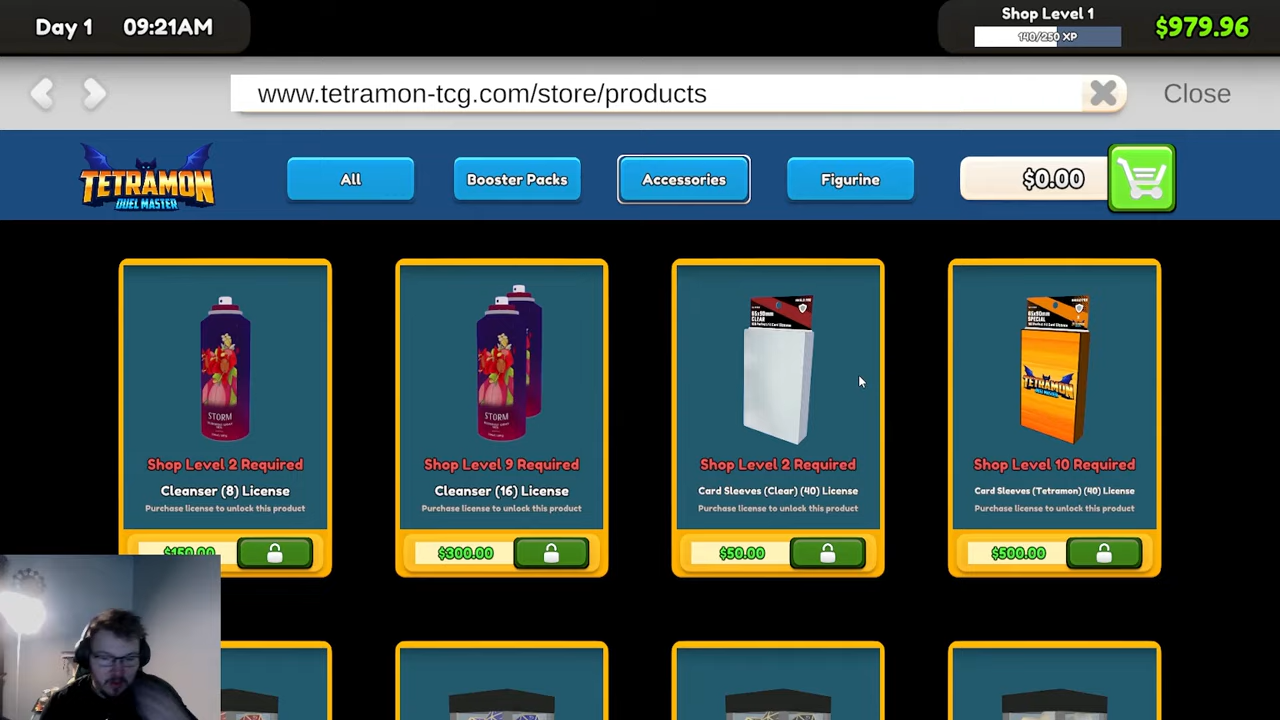 Day 1 09:21AM
Shop Level 1
140/250 XP
$979.96
www.tetramon-tcg.com/store/products
Close
TETRAMON
DUEL MASTER
All
Booster Packs
Accessories
Figurine
$0.00
STORM
STORM
CLEAR
SPECIAL
TETRAMON
Shop Level 2 Required
Cleanser (8) License
Purchase license to unlock this product
$150.00
Shop Level 9 Required
Cleanser (16) License
Purchase license to unlock this product
$300.00
Shop Level 2 Required
Card Sleeves (Clear) (40) License
Purchase license to unlock this product
$50.00
Shop Level 10 Required
Card Sleeves (Tetramon) (40) License
Purchase license to unlock this product
$500.00